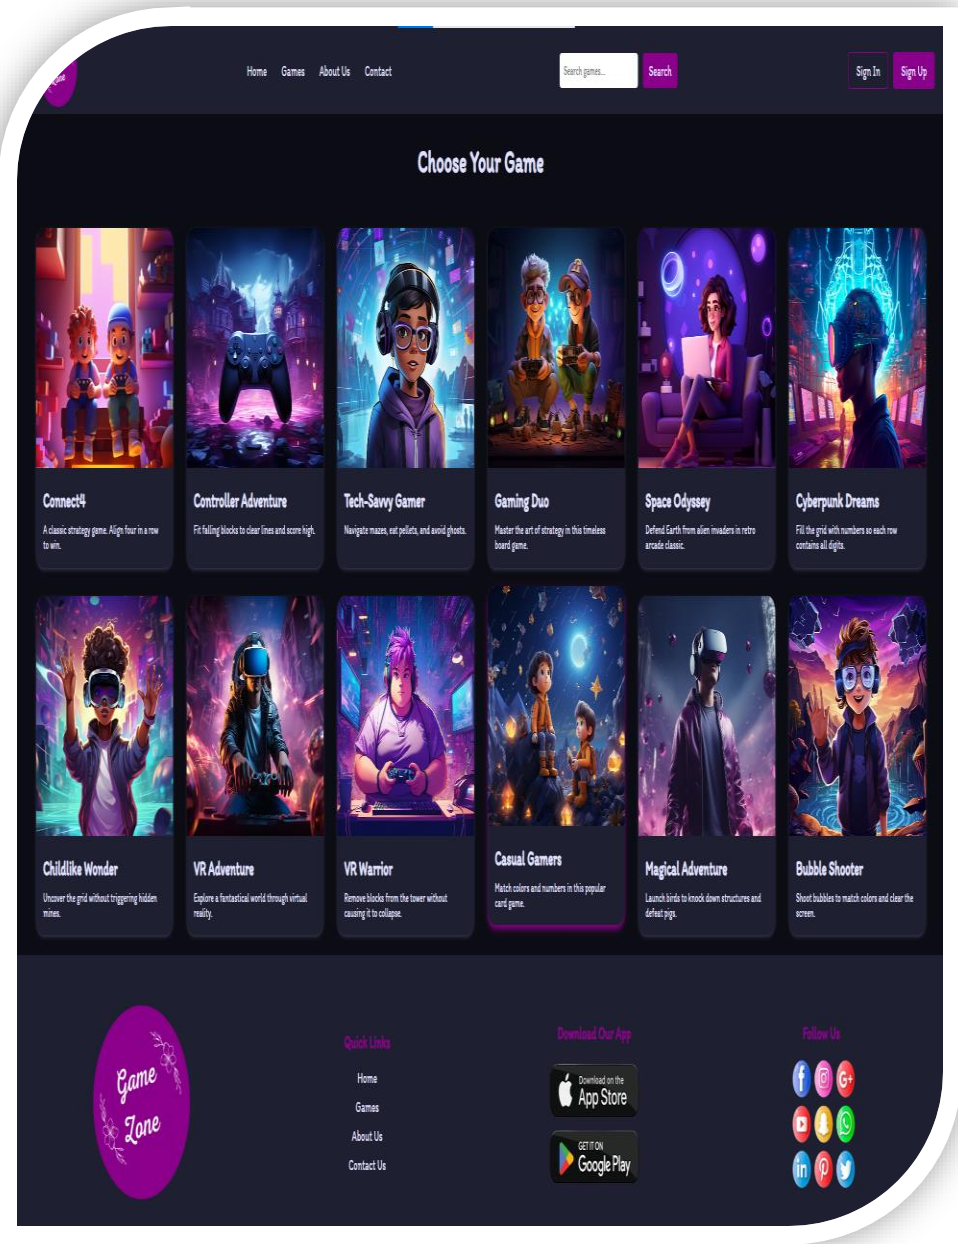 Home Games About Us Contact
Search games...
Search
Sign In
Sign Up
Choose Your Game
Connect4
A classic strategy game. Align four in a row
to win.
Controller Adventure
Fit falling blocks to clear lines and score high.
Tech-Savvy Gamer
Navigate mazes, eat pellets, and avoid ghosts.
Gaming Duo
Master the art of strategy in this timeless
board game.
Space Odyssey
Defend Earth from alien invaders in retro
arcade classic.
Cyberpunk Dreams
Fill the grid with numbers so each row
contains all digits.
Childlike Wonder
Uncover the grid without triggering hidden
mines.
VR Adventure
Explore a fantastical world through virtual
reality.
VR Warrior
Remove blocks from the tower without
causing it to collapse.
Casual Gamers
Match colors and numbers in this popular
card game.
Magical Adventure
Launch birds to knock down structures and
defeat pigs.
Bubble Shooter
Shoot bubbles to match colors and clear the
screen.
Game
Zone
Quick Links
Home
Games
About Us
Contact Us
Download Our App
Download on the
App Store
GET IT ON
Google Play
Follow Us